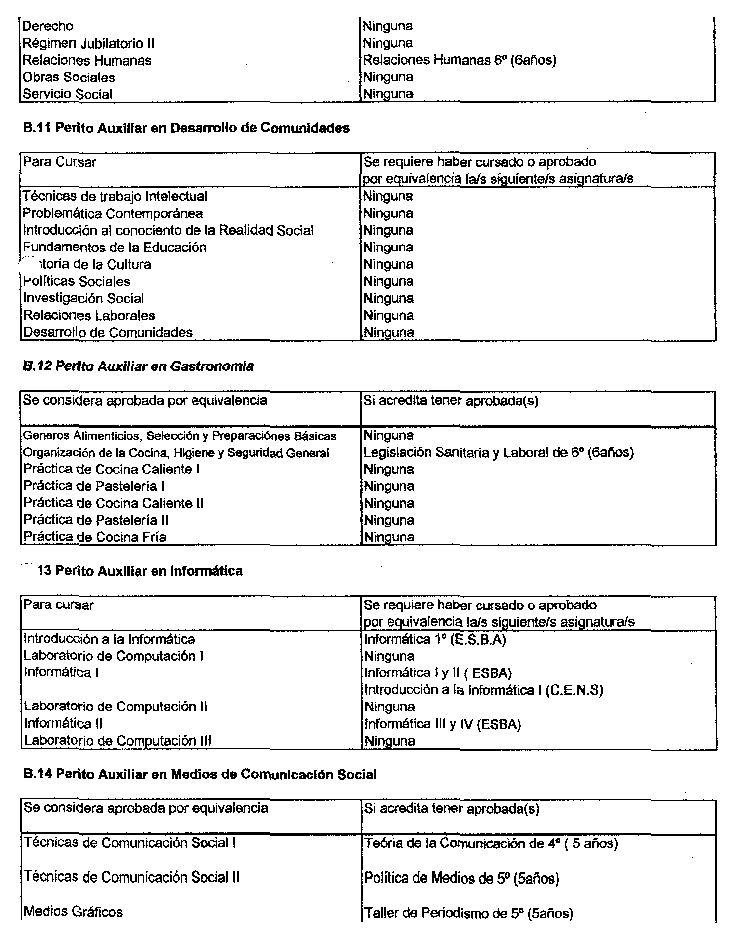 Derecho Ninguna
Régimen Jubilatorio II Ninguna
Relaciones Humanas Relaciones Humanas 6º (6años)
Obras Sociales Ninguna
Servicio Social Ninguna
B.11 Perito Auxiliar en Desarrollo de Comunidades
Para Cursar Se requiere haber cursado o aprobado
por equivalencia la/s siguiente/s asignatura/s
Técnicas de trabajo Intelectual Ninguna
Problemática Contemporánea Ninguna
Introducción al conociento de la Realidad Social Ninguna
Fundamentos de la Educación Ninguna
toria de la Cultura Ninguna
Políticas Sociales Ninguna
Investigación Social Ninguna
Relaciones Laborales Ninguna
Desarrollo de Comunidades Ninguna
B.12 Perito Auxiliar en Gastronomia
Se considera aprobada por equivalencia Si acredita tener aprobada(s)
Generos Alimenticios, Selección y Preparaciónes Básicas Ninguna
Organización de la Cocina, Higiene y Seguridad General Legislación Sanitaria y Laboral de 6º (6años)
Práctica de Cocina Caliente I Ninguna
Práctica de Pastelería I Ninguna
Práctica de Cocina Caliente II Ninguna
Práctica de Pastelería II Ninguna
Práctica de Cocina Fría Ninguna
13 Perito Auxiliar en Informática
Para cursar Se requiere haber cursado o aprobado
por equivalencia la/s siguiente/s asignatura/s
Introducción a la Informática Informática 1º (E.S.B.A)
Laboratorio de Computación I Ninguna
Informática I Informática I y II ( ESBA)
Introducción a la Informática I (C.E.N.S)
Laboratorio de Computación II Ninguna
Informática II Informática III y IV (ESBA)
Laboratorio de Computación III Ninguna
B.14 Perito Auxiliar en Medios de Comunicación Social
Se considera aprobada por equivalencia Si acredita tener aprobada(s)
Técnicas de Comunicación Social I Teória de la Comunicación de 4º ( 5 años)
Técnicas de Comunicación Social II Política de Medios de 5º (5años)
Medios Gráficos Taller de Periodismo de 5º (5años)